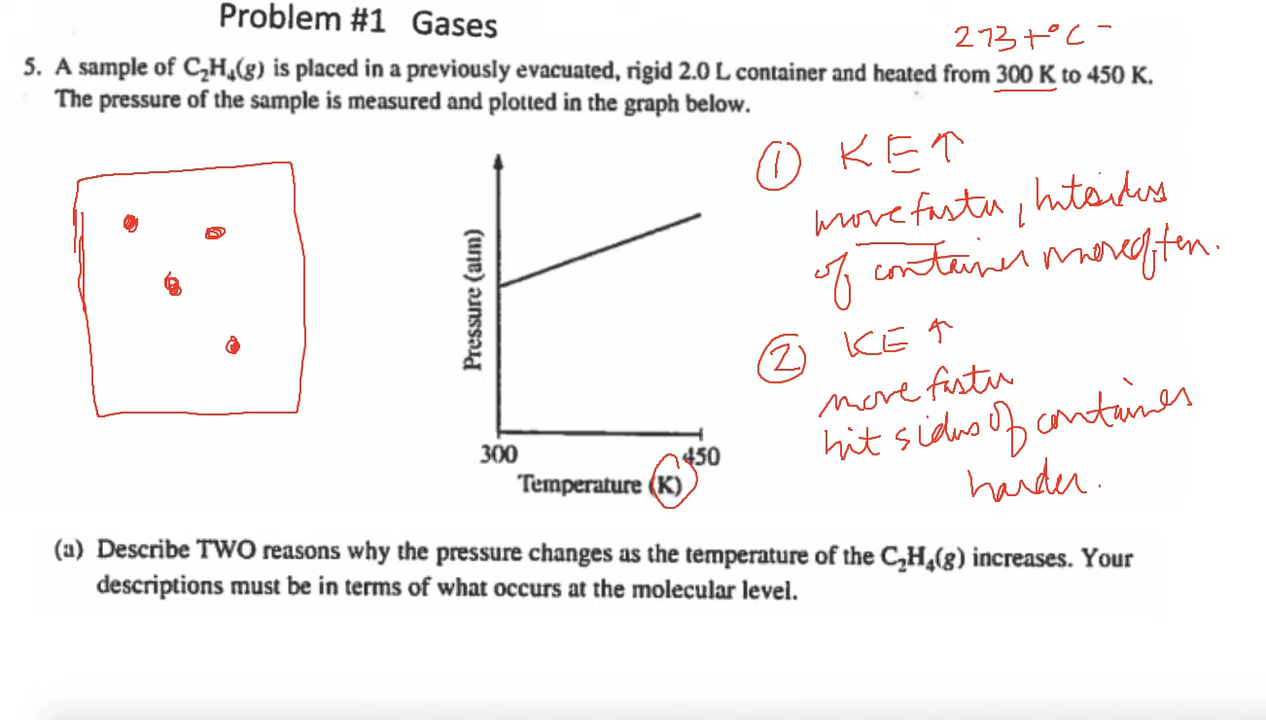 Problem #1 Gases
273+°C -
5. A sample of C₂H₄(g) is placed in a previously evacuated, rigid 2.0 L container and heated from 300 K to 450 K.
The pressure of the sample is measured and plotted in the graph below.
① KE↑
move faster, hit sides
of container more often.
② KE ↑
move faster
hit sides of container
harder.
Pressure (atm)
300
450
Temperature (K)
(a) Describe TWO reasons why the pressure changes as the temperature of the C₂H₄(g) increases. Your
descriptions must be in terms of what occurs at the molecular level.